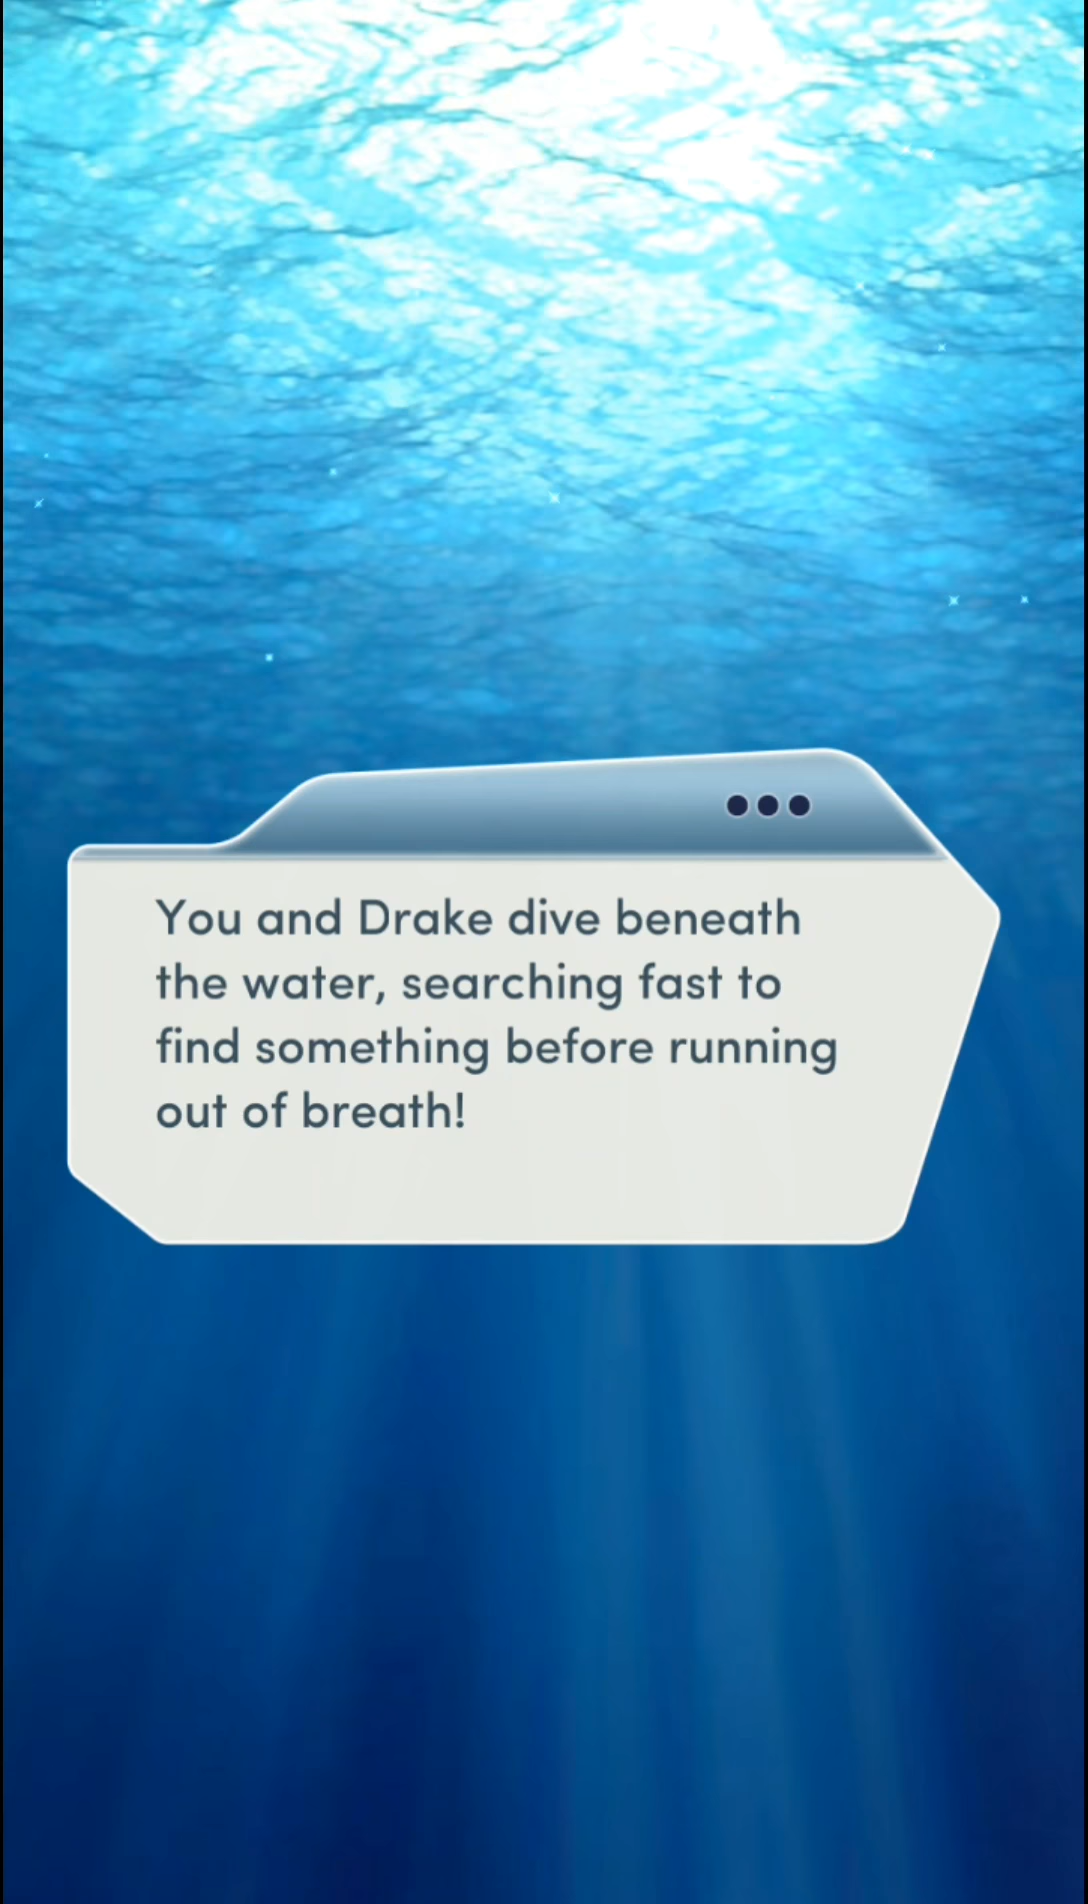 You and Drake dive beneath
the water, searching fast to
find something before running
out of breath!